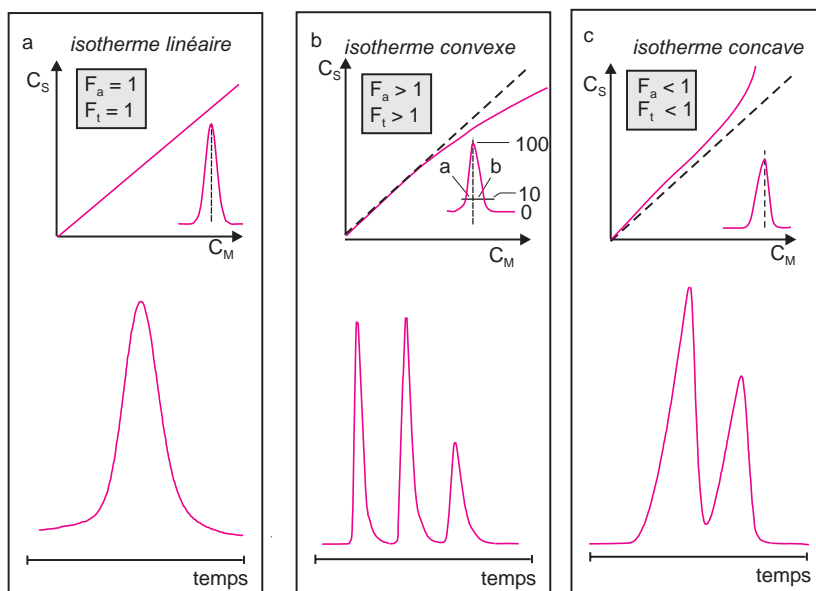 a
isotherme linéaire
C_S
F_a = 1
F_t = 1
C_M
temps
b
isotherme convexe
C_S
F_a > 1
F_t > 1
100
a b
10
0
C_M
temps
c
isotherme concave
C_S
F_a < 1
F_t < 1
C_M
temps